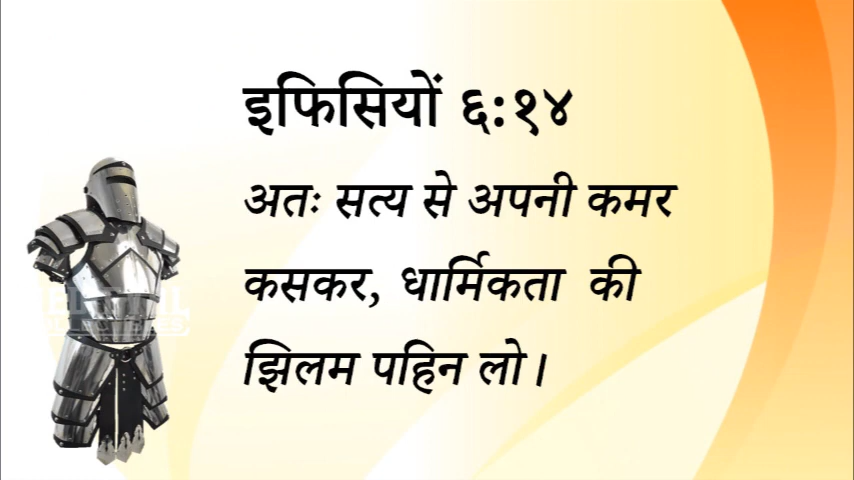 इफिसियों ६:१४
अतः सत्य से अपनी कमर
कसकर, धार्मिकता की
झिलम पहिन लो।